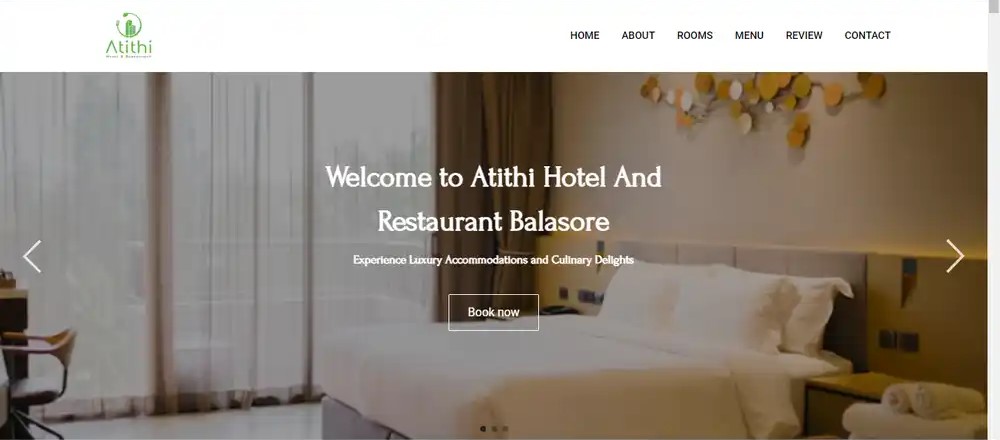 Atithi
Hotel & Restaurant
HOME ABOUT ROOMS MENU REVIEW CONTACT
Welcome to Atithi Hotel And
Restaurant Balasore
Experience Luxury Accommodations and Culinary Delights
Book now